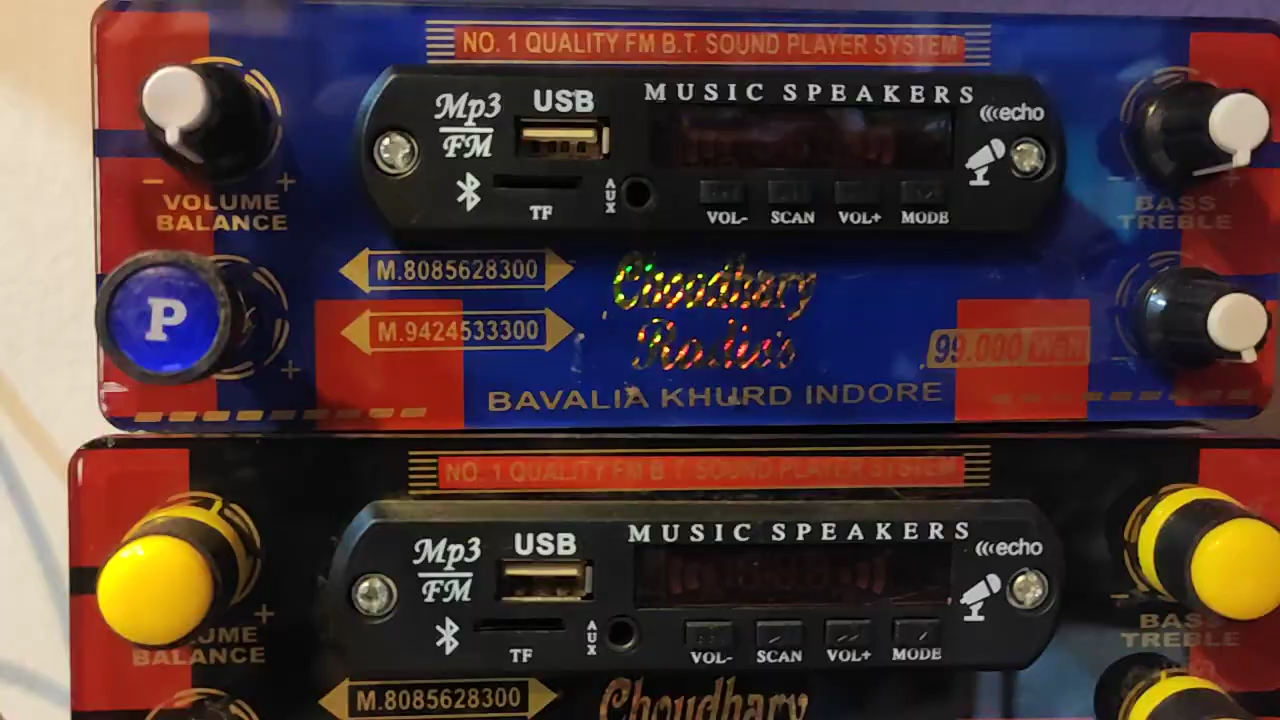 NO. 1 QUALITY FM B.T. SOUND PLAYER SYSTEM
MUSIC SPEAKERS
Mp3 USB
FM
echo
TF
AUX
VOL- SCAN VOL+ MODE
VOLUME
BALANCE
BASS
TREBLE
P
M.8085628300
M.9424533300
Choudhary
Radio's
99.000 Watt
BAVALIA KHURD INDORE
NO. 1 QUALITY FM B.T. SOUND PLAYER SYSTEM
MUSIC SPEAKERS
Mp3 USB
FM
echo
TF
AUX
VOL- SCAN VOL+ MODE
UME
BALANCE
BASS
TREBLE
M.8085628300
Choudhary